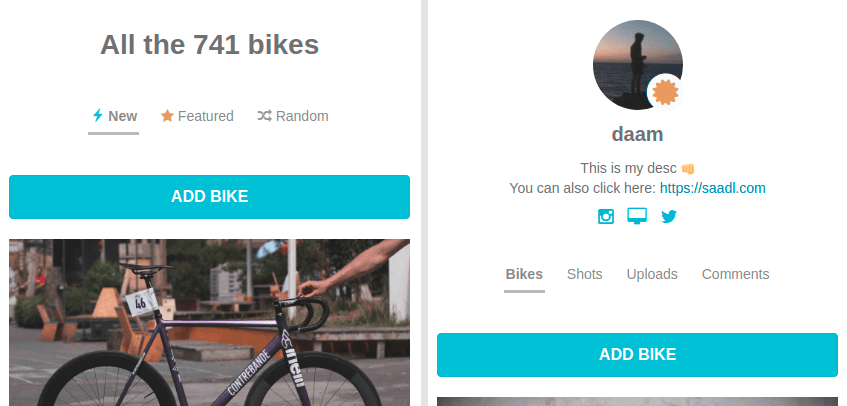 All the 741 bikes
New Featured Random
ADD BIKE
46
CONTREBANDE
cinelli
daam
This is my desc 👊
You can also click here: https://saadl.com
Bikes Shots Uploads Comments
ADD BIKE